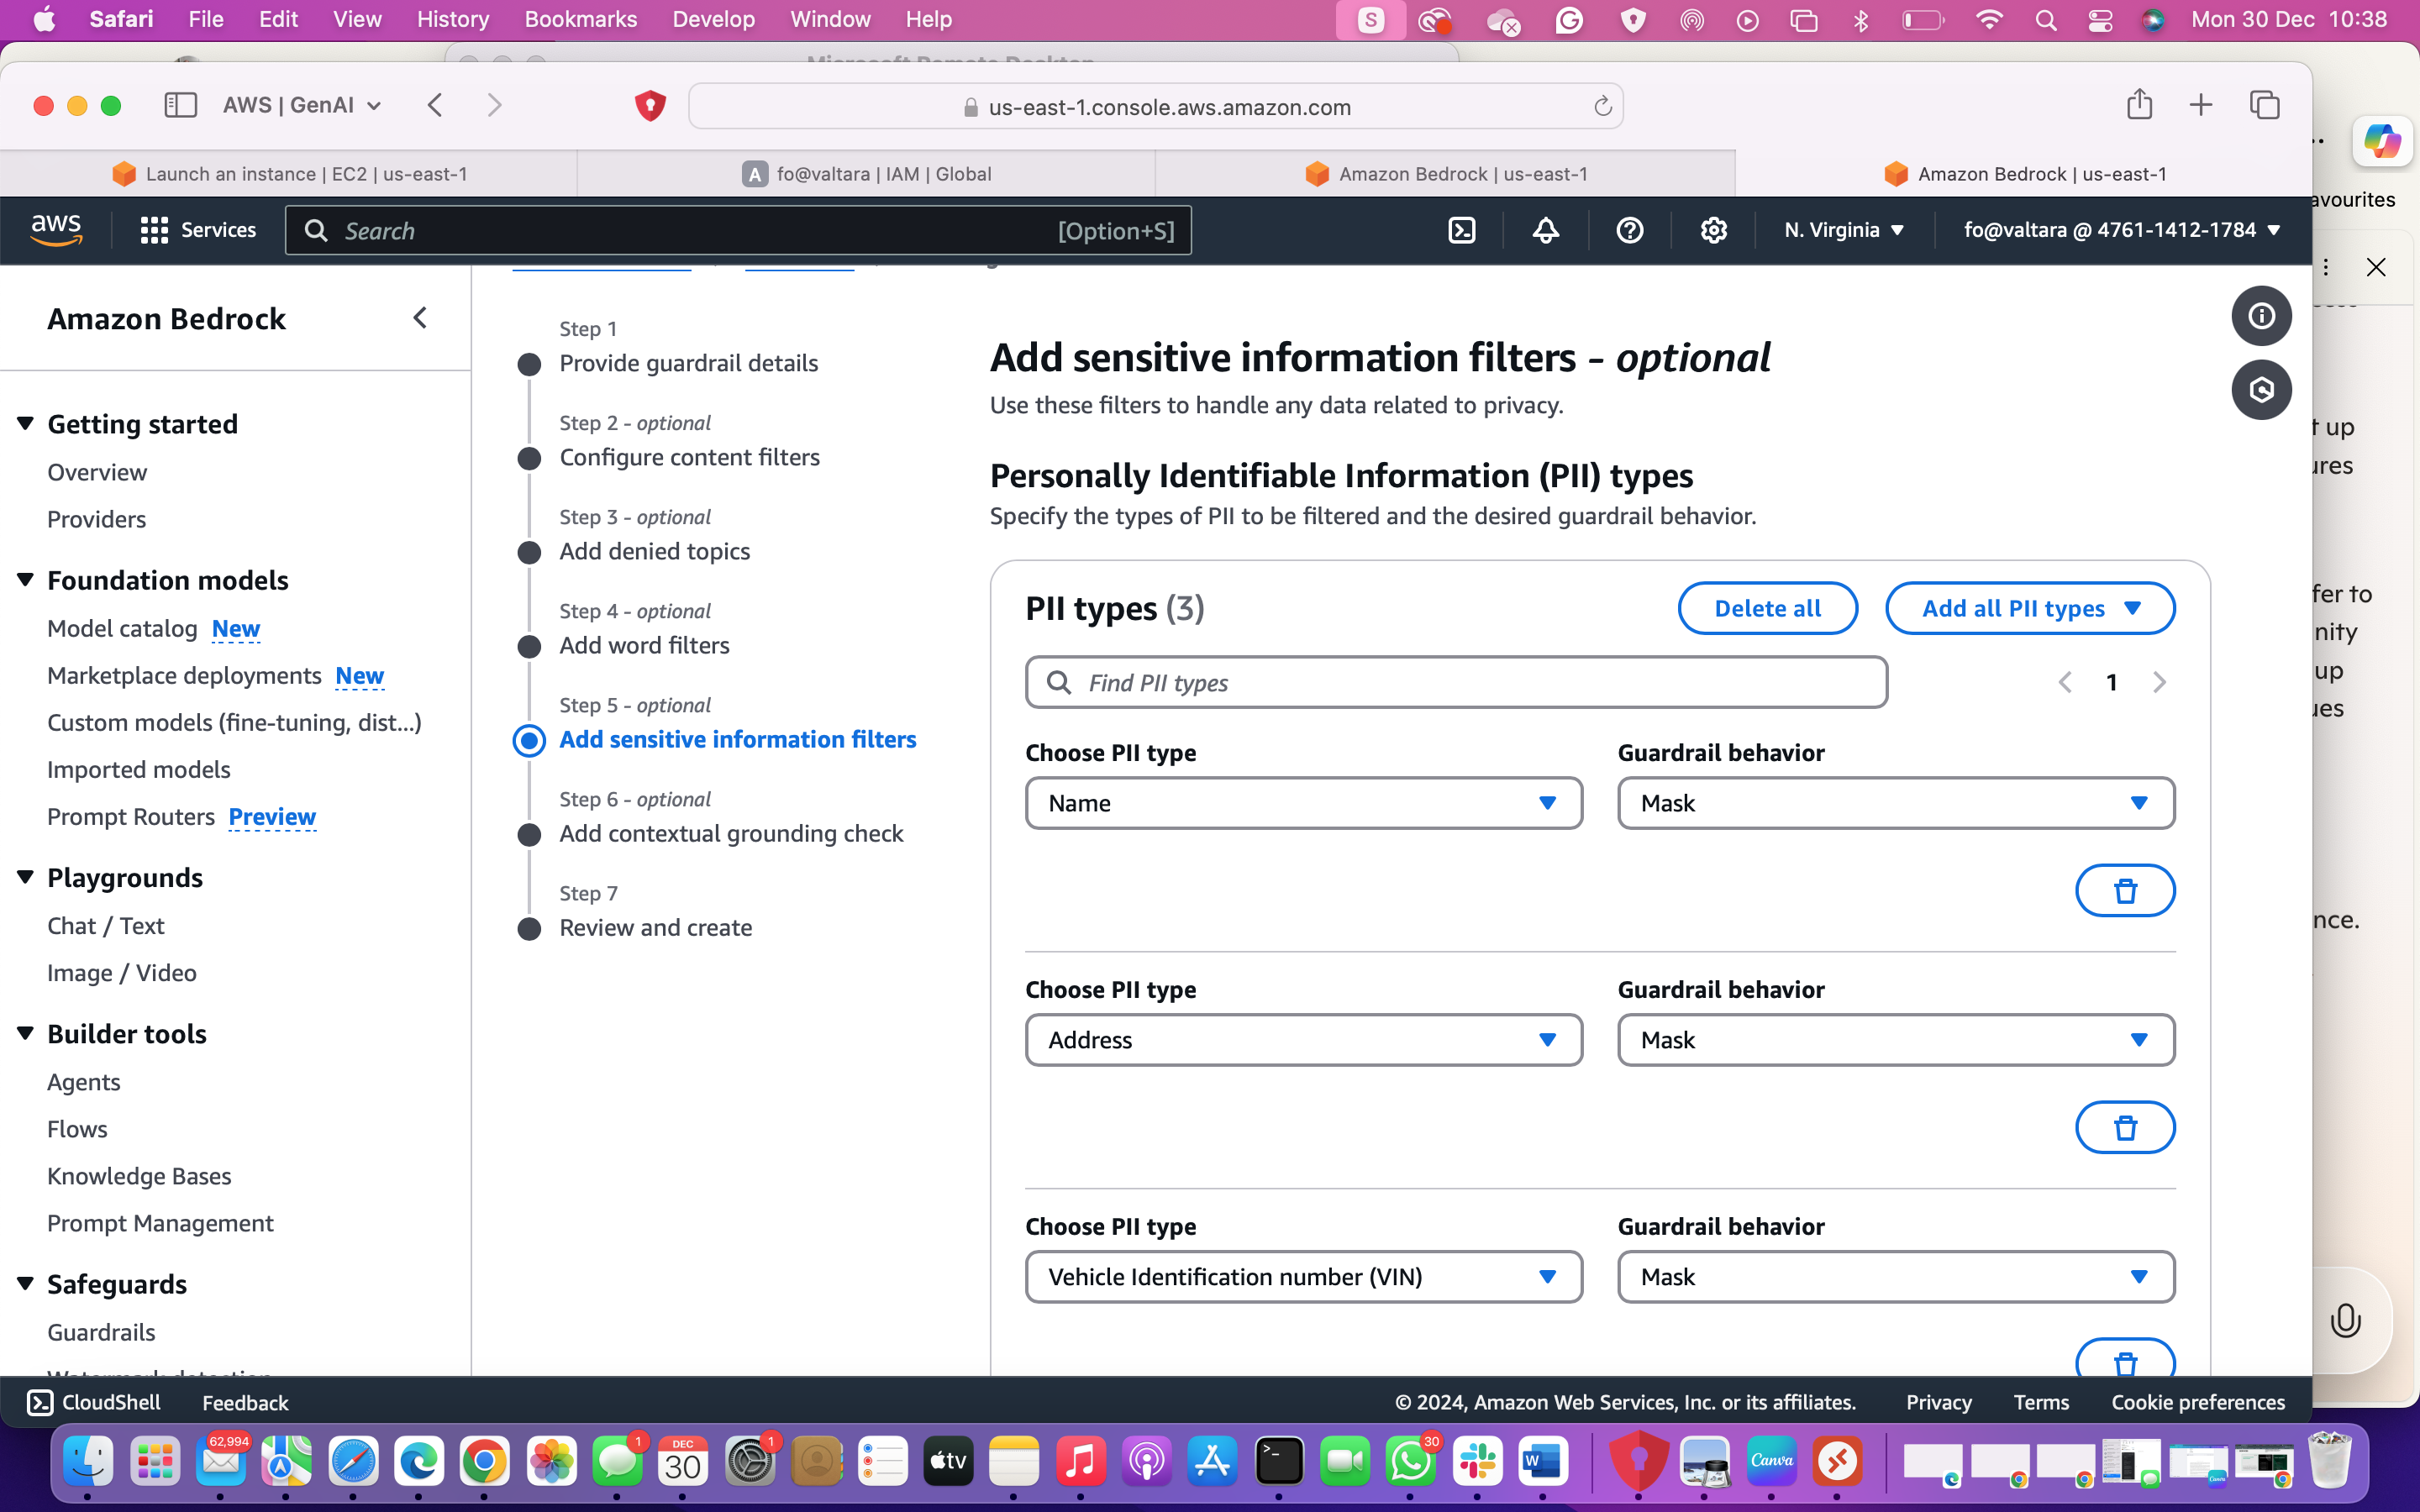 Safari File Edit View History Bookmarks Develop Window Help
S
Mon 30 Dec 10:38
AWS | GenAI
us-east-1.console.aws.amazon.com
Launch an instance | EC2 | us-east-1
A fo@valtara | IAM | Global
Amazon Bedrock | us-east-1
Amazon Bedrock | us-east-1
aws
Services
Search [Option+S]
N. Virginia
fo@valtara @ 4761-1412-1784
avourites
Amazon Bedrock
Getting started
Overview
Providers
Foundation models
Model catalog New
Marketplace deployments New
Custom models (fine-tuning, dist...)
Imported models
Prompt Routers Preview
Playgrounds
Chat / Text
Image / Video
Builder tools
Agents
Flows
Knowledge Bases
Prompt Management
Safeguards
Guardrails
Step 1
Provide guardrail details
Step 2 - optional
Configure content filters
Step 3 - optional
Add denied topics
Step 4 - optional
Add word filters
Step 5 - optional
Add sensitive information filters
Step 6 - optional
Add contextual grounding check
Step 7
Review and create
Add sensitive information filters - optional
Use these filters to handle any data related to privacy.
Personally Identifiable Information (PII) types
Specify the types of PII to be filtered and the desired guardrail behavior.
PII types (3)
Delete all
Add all PII types
Find PII types
1
Choose PII type Guardrail behavior
Name Mask
Choose PII type Guardrail behavior
Address Mask
Choose PII type Guardrail behavior
Vehicle Identification number (VIN) Mask
t up
ures
fer to
nity
up
ues
nce.
CloudShell Feedback
© 2024, Amazon Web Services, Inc. or its affiliates. Privacy Terms Cookie preferences
62,994
1
DEC
30
1
tv
30
W
Canva